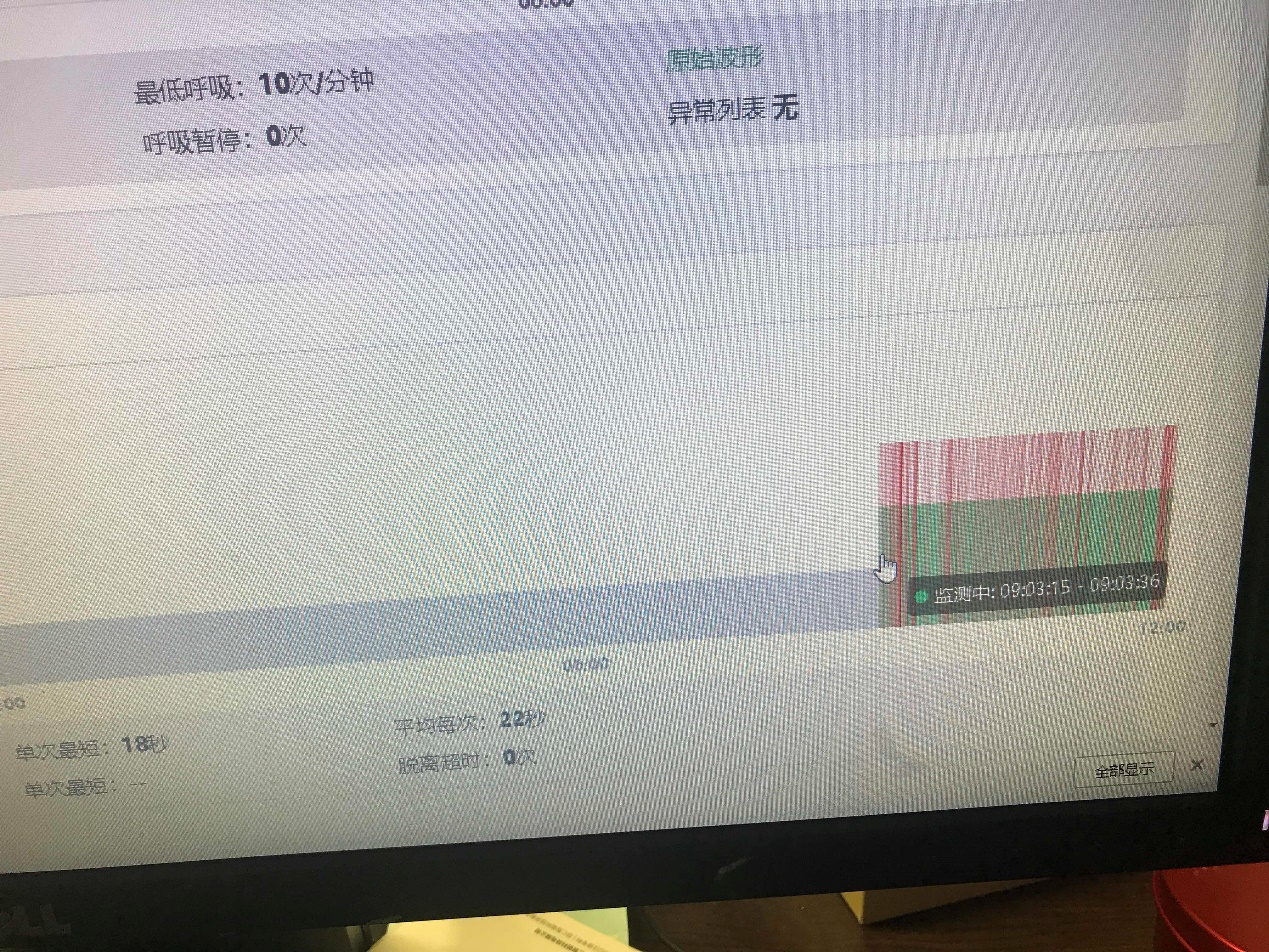 最低呼吸：10次/分钟
原始波形
呼吸暂停：0次
异常列表 无
监测中: 09:03:15 - 09:03:36
12:00
06:00
:00
单次最短：18秒
平均每次：22秒
单次最短：--
脱离超时：0次
全部显示